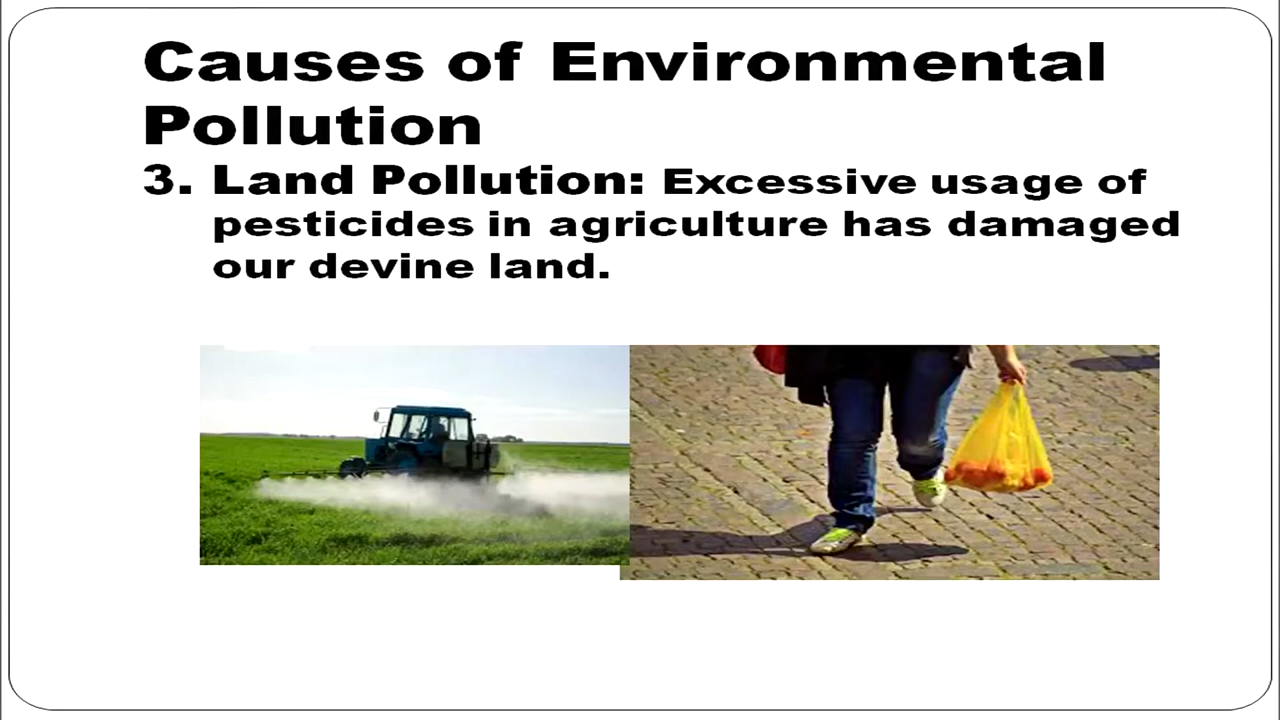 Causes of Environmental
Pollution
3. Land Pollution: Excessive usage of
pesticides in agriculture has damaged
our devine land.